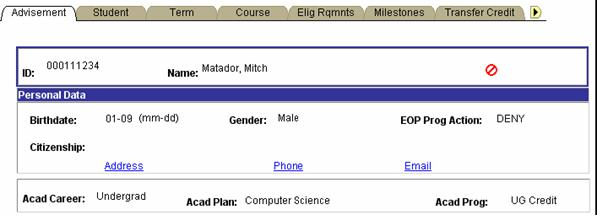 Advisement Student Term Course Elig Rqmnts Milestones Transfer Credit
ID: 000111234 Name: Matador, Mitch
Personal Data
Birthdate: 01-09 (mm-dd) Gender: Male EOP Prog Action: DENY
Citizenship:
Address Phone Email
Acad Career: Undergrad Acad Plan: Computer Science Acad Prog: UG Credit